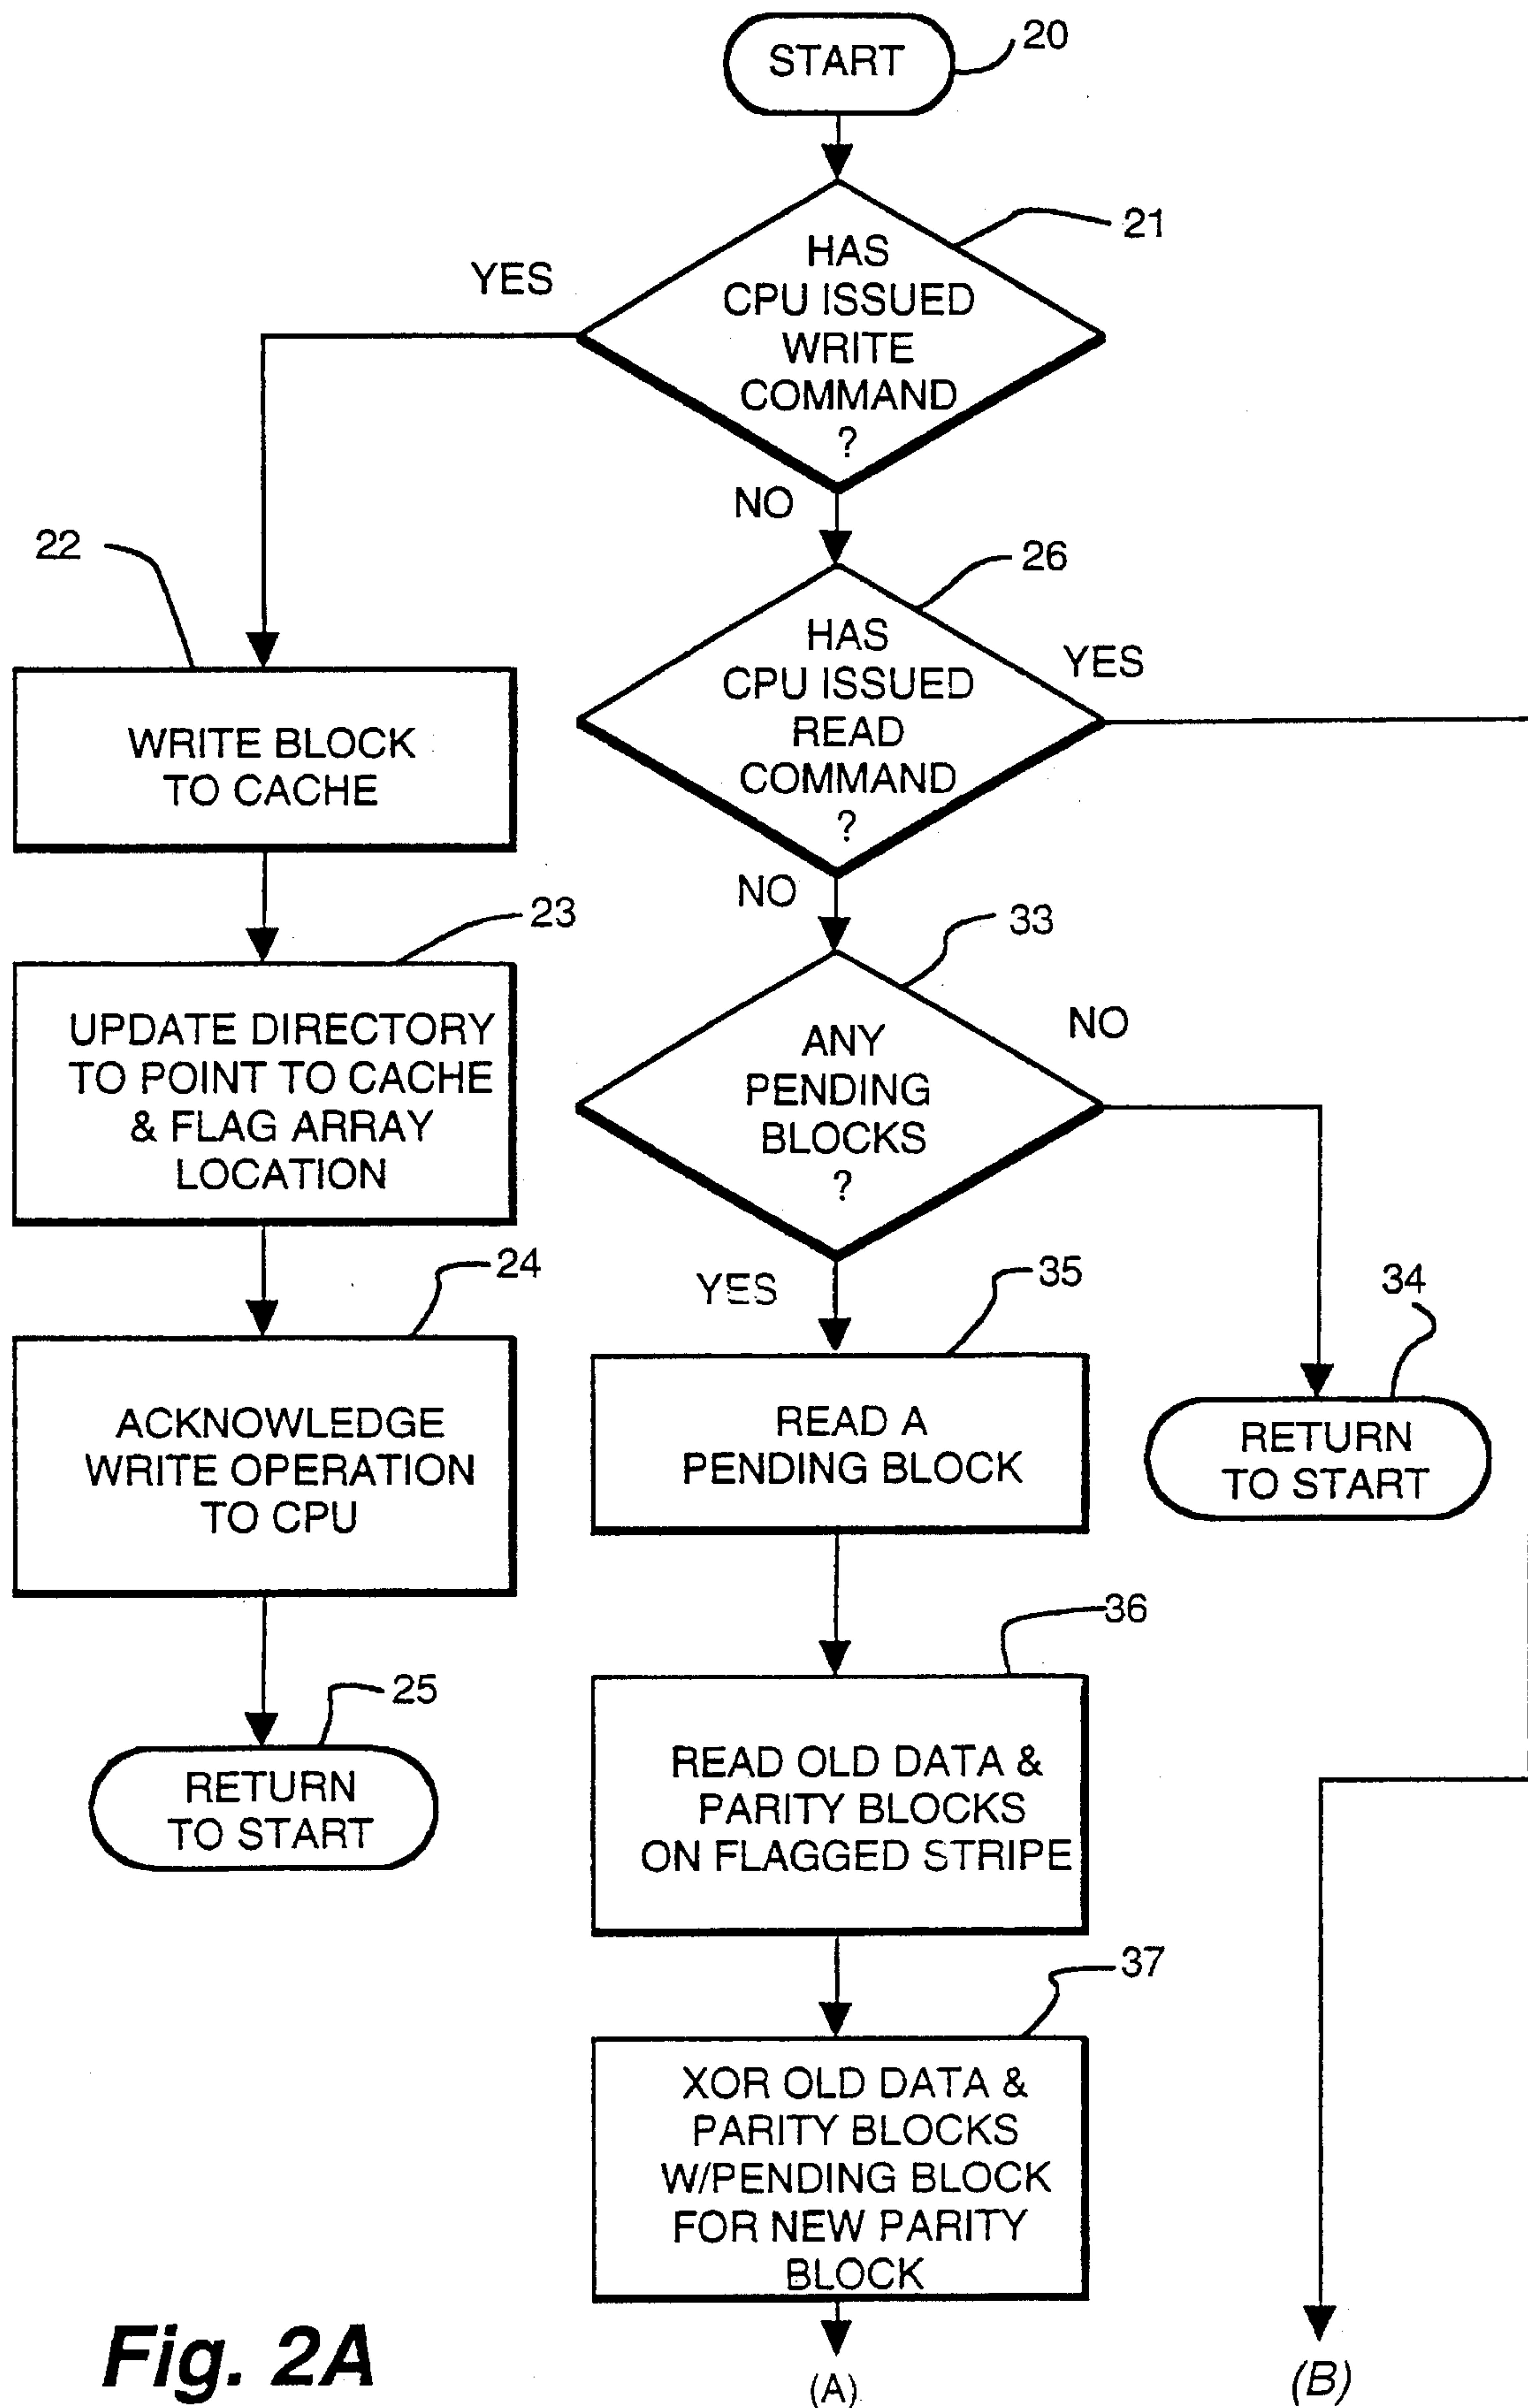 START
20
HAS
CPU ISSUED
WRITE
COMMAND
?
21
YES
NO
22
WRITE BLOCK
TO CACHE
23
UPDATE DIRECTORY
TO POINT TO CACHE
& FLAG ARRAY
LOCATION
24
ACKNOWLEDGE
WRITE OPERATION
TO CPU
25
RETURN
TO START
26
HAS
CPU ISSUED
READ
COMMAND
?
YES
NO
33
ANY
PENDING
BLOCKS
?
NO
YES
34
RETURN
TO START
35
READ A
PENDING BLOCK
36
READ OLD DATA &
PARITY BLOCKS
ON FLAGGED STRIPE
37
XOR OLD DATA &
PARITY BLOCKS
W/PENDING BLOCK
FOR NEW PARITY
BLOCK
(A)
(B)
Fig. 2A